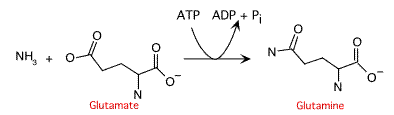 ATP ADP + Pi
NH3 +
O O O O−
N
Glutamate
O N O O−
N
Glutamine